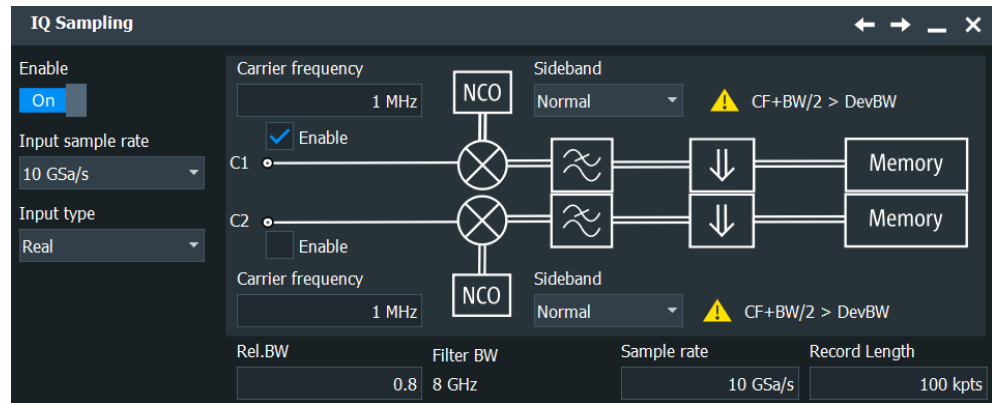 IQ Sampling
Enable
On
Input sample rate
10 GSa/s
Input type
Real
Carrier frequency
1 MHz
Enable
NCO
Sideband
Normal
CF+BW/2 > DevBW
C1
Memory
C2
Memory
Enable
Carrier frequency
1 MHz
NCO
Sideband
Normal
CF+BW/2 > DevBW
Rel.BW
0.8
Filter BW
8 GHz
Sample rate
10 GSa/s
Record Length
100 kpts